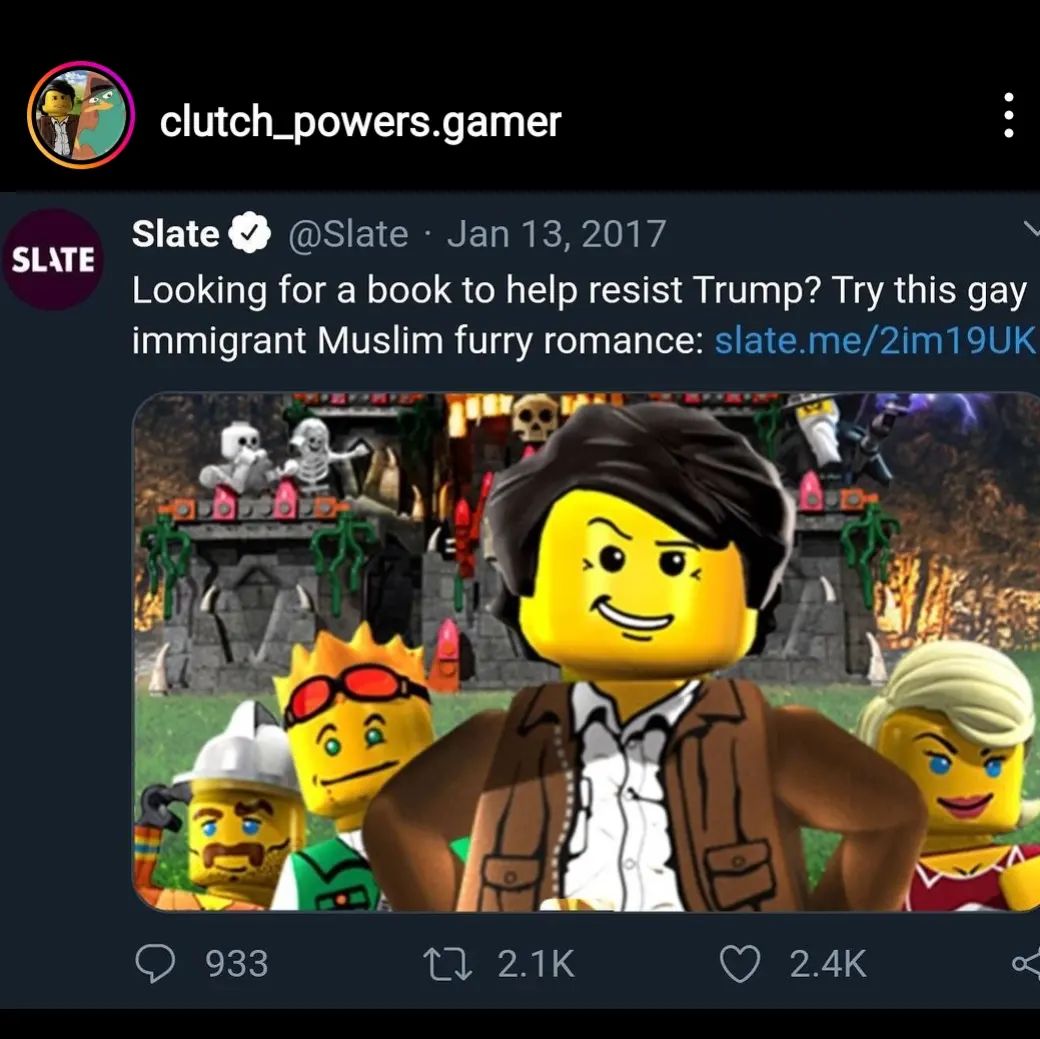 clutch_powers.gamer
SLATE
Slate @Slate · Jan 13, 2017
Looking for a book to help resist Trump? Try this gay
immigrant Muslim furry romance: slate.me/2im19UK
933 2.1K 2.4K